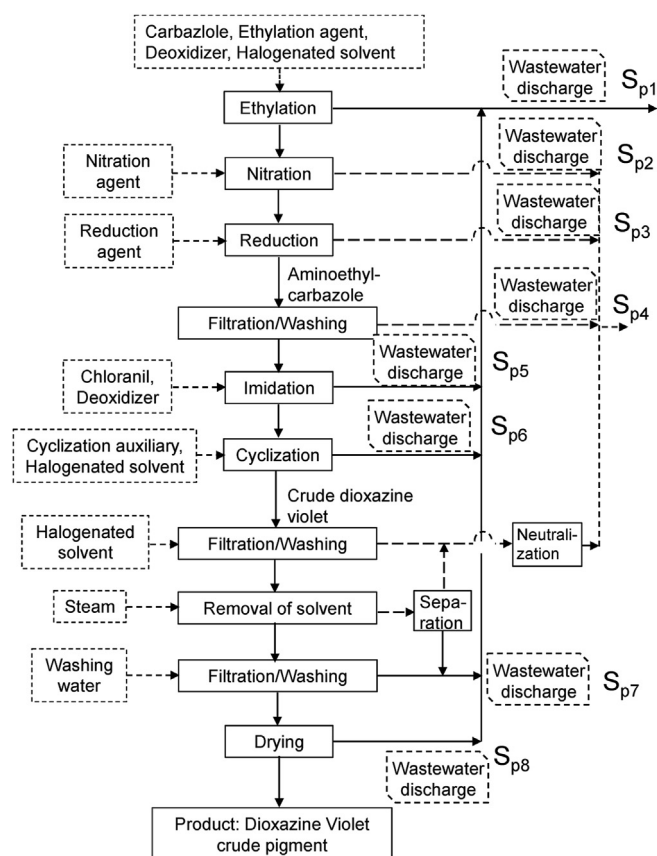 Carbazlole, Ethylation agent,
Deoxidizer, Halogenated solvent
Wastewater
discharge
Sp1
Ethylation
Wastewater
discharge
Sp2
Nitration
agent
Nitration
Wastewater
discharge
Sp3
Reduction
agent
Reduction
Aminoethyl-
carbazole
Wastewater
discharge
Sp4
Filtration/Washing
Wastewater
discharge
Sp5
Chloranil,
Deoxidizer
Imidation
Wastewater
discharge
Sp6
Cyclization auxiliary,
Halogenated solvent
Cyclization
Crude dioxazine
violet
Halogenated
solvent
Filtration/Washing
Neutrali-
zation
Steam
Removal of solvent
Sepa-
ration
Washing
water
Filtration/Washing
Wastewater
discharge
Sp7
Drying
Wastewater
discharge
Sp8
Product: Dioxazine Violet
crude pigment